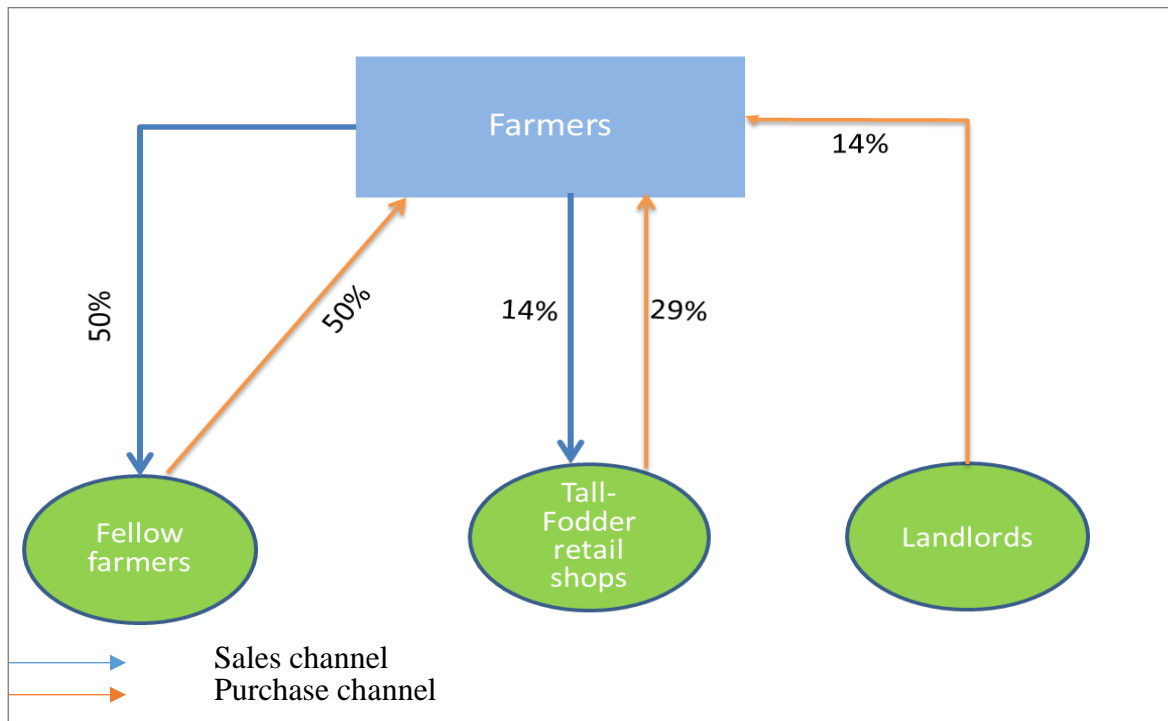 Farmers
14%
50%
50%
14%
29%
Fellow
farmers
Tall-
Fodder
retail
shops
Landlords
Sales channel
Purchase channel